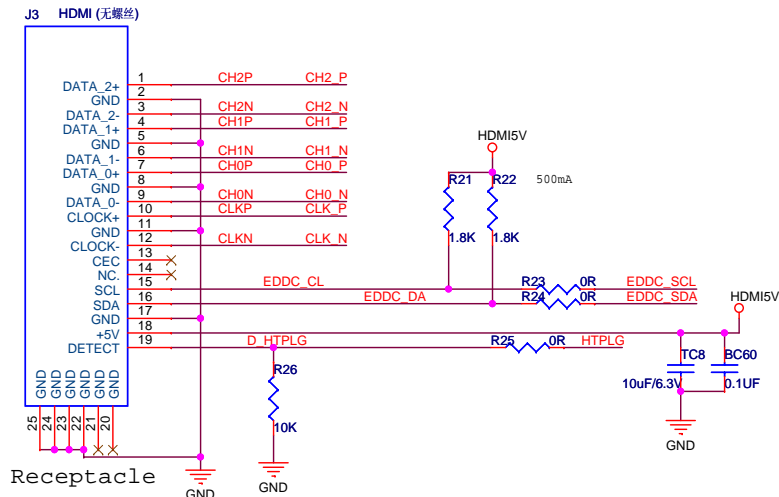 J3 HDMI (无螺丝)
DATA_2+ 1 CH2P CH2_P
GND 2
DATA_2- 3 CH2N CH2_N
DATA_1+ 4 CH1P CH1_P
GND 5
DATA_1- 6 CH1N CH1_N
DATA_0+ 7 CH0P CH0_P
GND 8
DATA_0- 9 CH0N CH0_N
CLOCK+ 10 CLKP CLK_P
GND 11
CLOCK- 12 CLKN CLK_N
CEC 13
NC. 14
SCL 15 EDDC_CL R23 0R EDDC_SCL
SDA 16 EDDC_DA R24 0R EDDC_SDA
GND 17
+5V 18
DETECT 19 D_HTPLG R25 0R HTPLG
HDMI5V
R21 R22 500mA
1.8K 1.8K
HDMI5V
TC8 BC60
10uF/6.3V 0.1UF
GND
R26
10K
GND
GND GND GND GND GND GND
25 24 23 22 21 20
Receptacle
GND